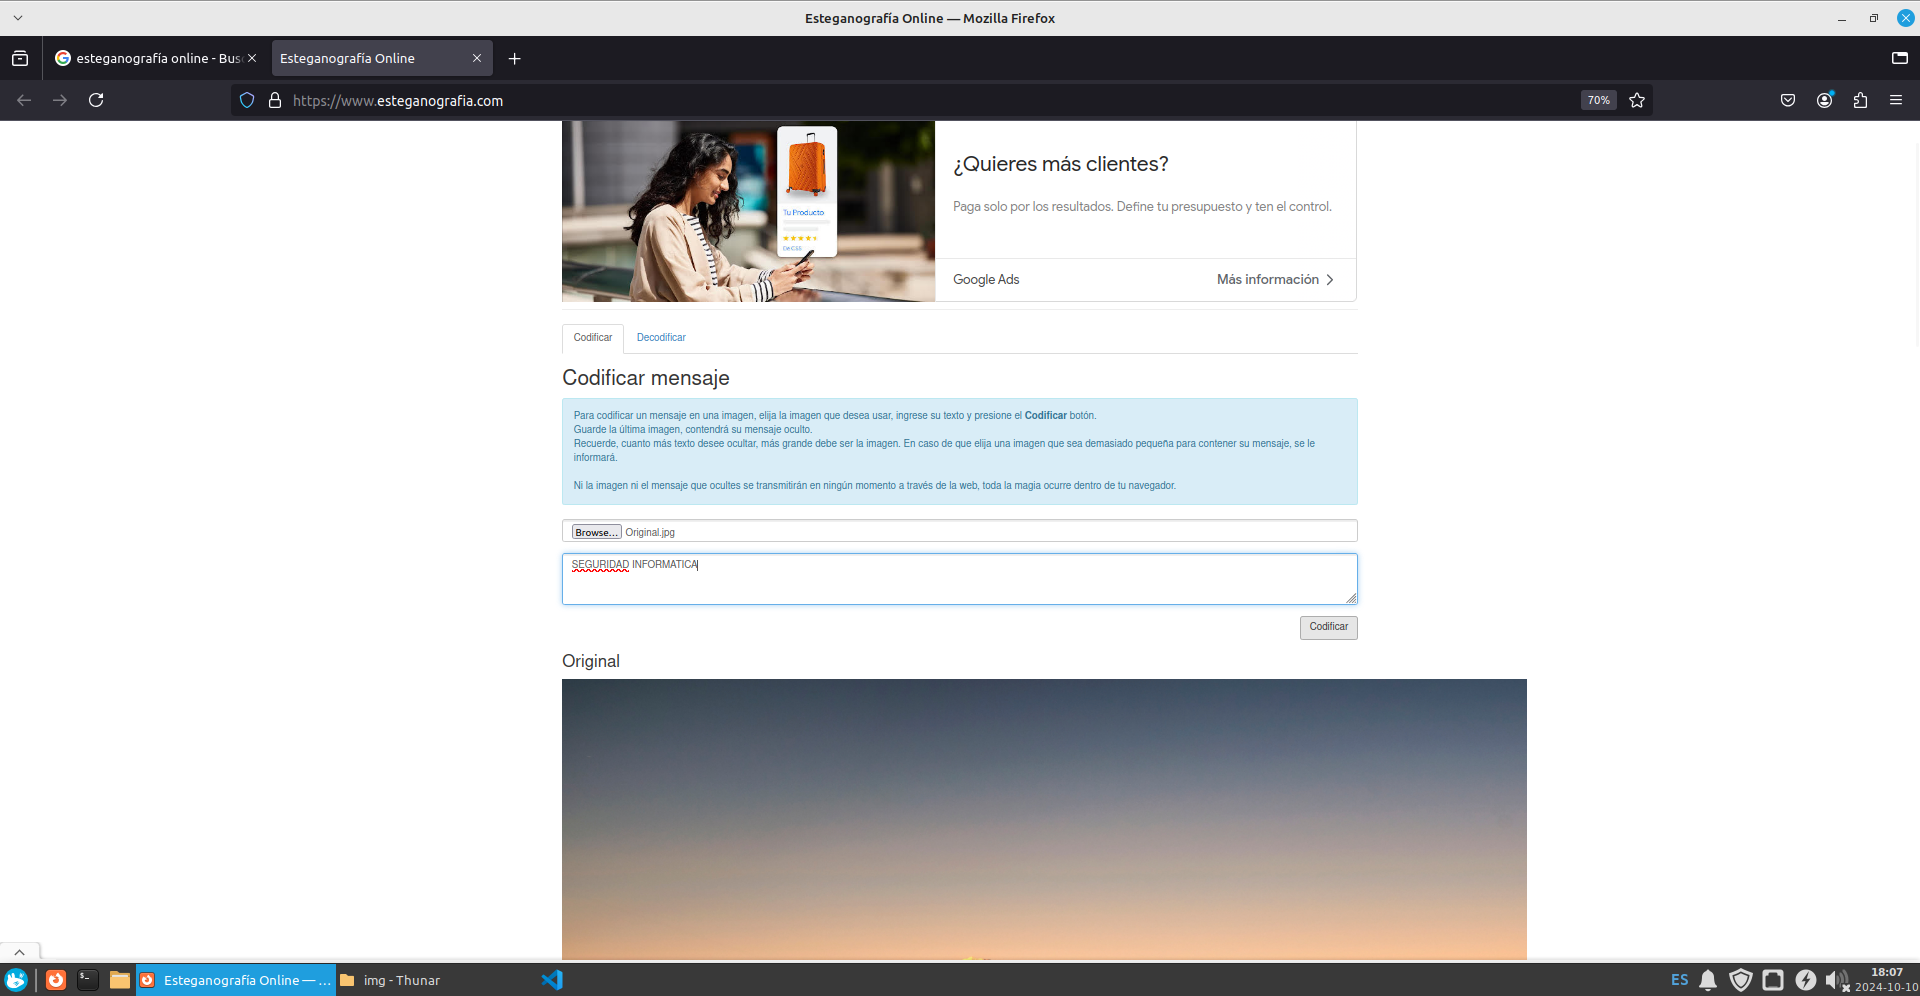 Esteganografía Online — Mozilla Firefox
esteganografía online - Bus
Esteganografía Online
https://www.esteganografia.com
70%
Tu Producto
¿Quieres más clientes?
Paga solo por los resultados. Define tu presupuesto y ten el control.
Google Ads
Más información
Codificar
Decodificar
Codificar mensaje
Para codificar un mensaje en una imagen, elija la imagen que desea usar, ingrese su texto y presione el Codificar botón.
Guarde la última imagen, contendrá su mensaje oculto.
Recuerde, cuanto más texto desee ocultar, más grande debe ser la imagen. En caso de que elija una imagen que sea demasiado pequeña para contener su mensaje, se le
informará.
Ni la imagen ni el mensaje que ocultes se transmitirán en ningún momento a través de la web, toda la magia ocurre dentro de tu navegador.
Browse... Original.jpg
SEGURIDAD INFORMATICA
Codificar
Original
Esteganografía Online — ...
img - Thunar
ES
18:07
2024-10-10